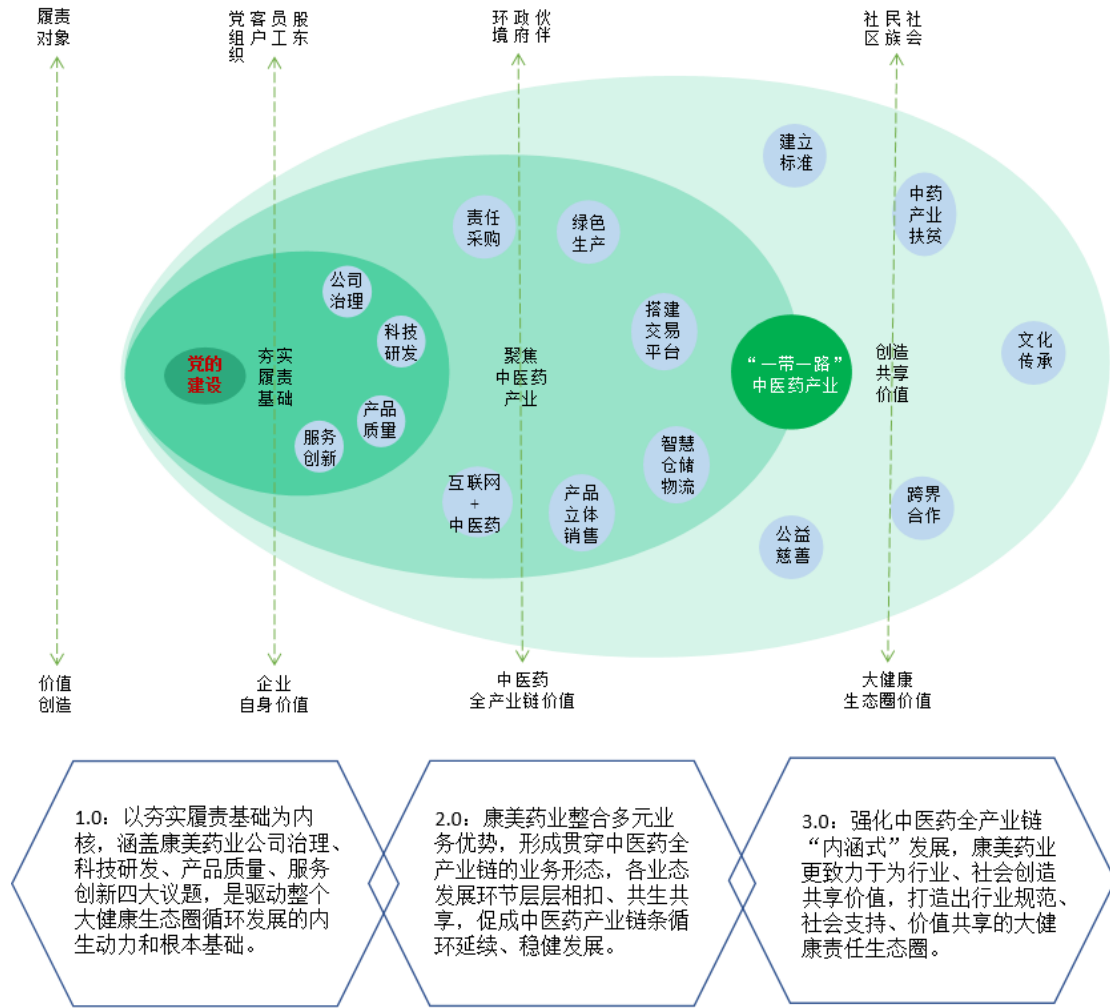 履责
对象
党组织
客户
员工
股东
环境
政府
伙伴
社区
民族
社会
建立
标准
中药
产业
扶贫
责任
采购
绿色
生产
公司
治理
科技
研发
搭建
交易
平台
党的
建设
夯实
履责
基础
聚焦
中医药
产业
“一带一路”
中医药产业
创造
共享
价值
文化
传承
产品
质量
服务
创新
智慧
仓储
物流
互联网
+
中医药
产品
立体
销售
跨界
合作
公益
慈善
价值
创造
企业
自身价值
中医药
全产业链价值
大健康
生态圈价值
1.0：以夯实履责基础为内
核，涵盖康美药业公司治理、
科技研发、产品质量、服务
创新四大议题，是驱动整个
大健康生态圈循环发展的内
生动力和根本基础。
2.0：康美药业整合多元业
务优势，形成贯穿中医药全
产业链的业务形态，各业态
发展环节层层相扣、共生共
享，促成中医药产业链条循
环延续、稳健发展。
3.0：强化中医药全产业链
“内涵式”发展，康美药业
更致力于为行业、社会创造
共享价值，打造出行业规范、
社会支持、价值共享的大健
康责任生态圈。